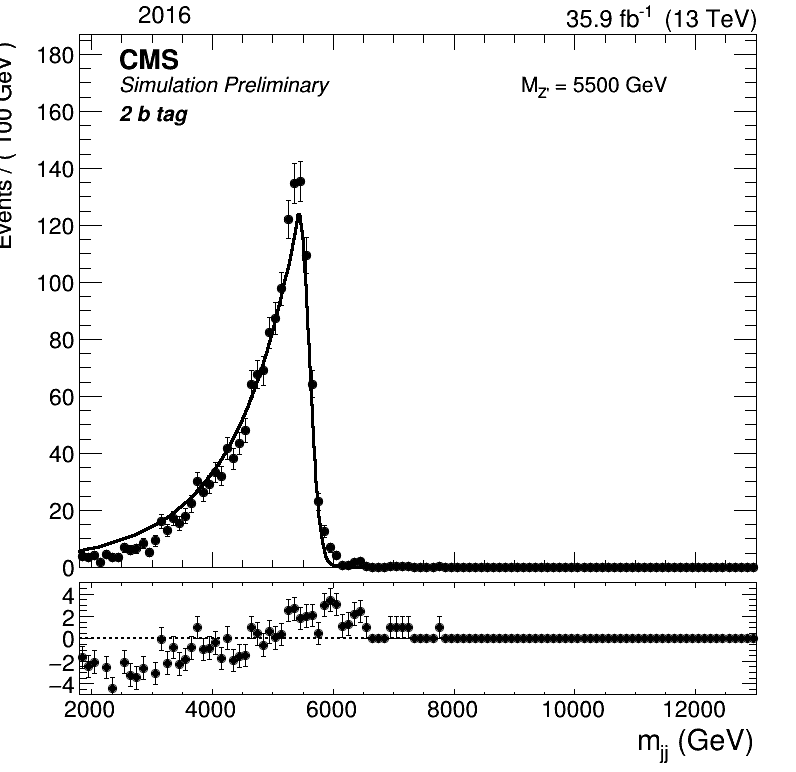 2016
35.9 fb⁻¹ (13 TeV)
CMS
Simulation Preliminary
2 b tag
M_Z' = 5500 GeV
Events / ( 100 GeV )
180
160
140
120
100
80
60
40
20
0
4
2
0
−2
−4
2000 4000 6000 8000 10000 12000
m_jj (GeV)